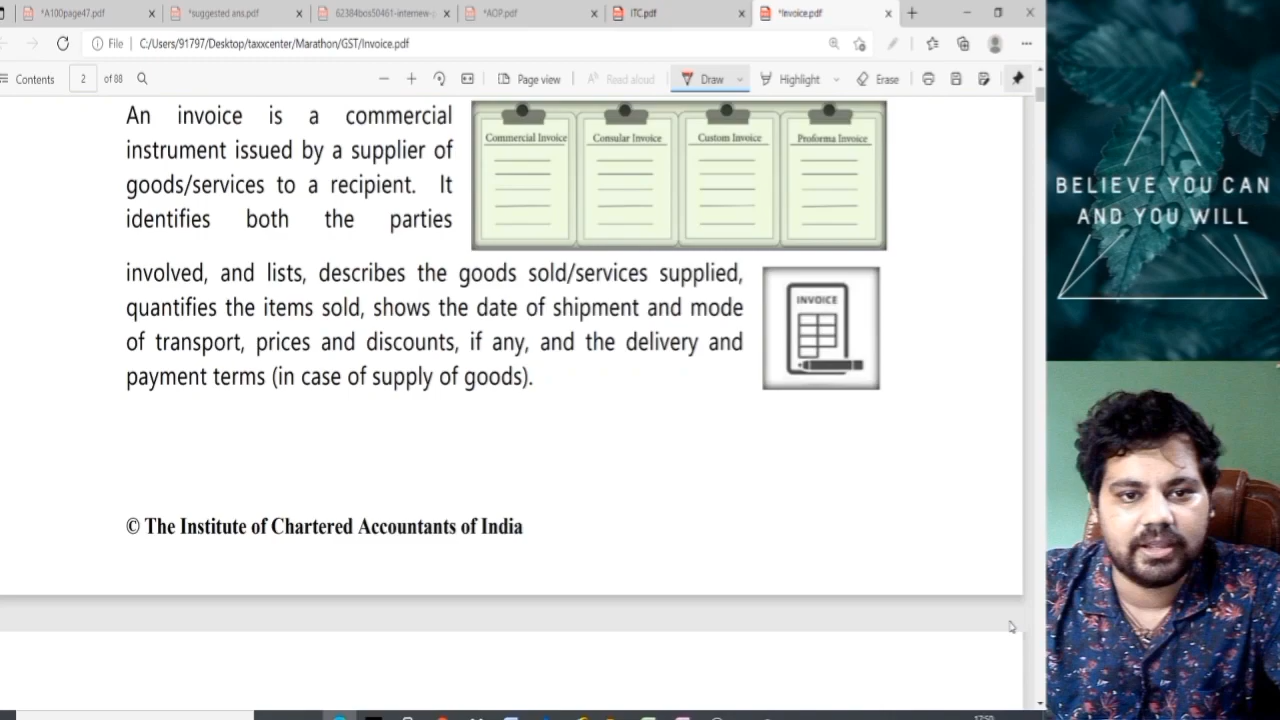 *A100page47.pdf
*suggested ans.pdf
62384bos50461-internew-
*AOP.pdf
ITC.pdf
*Invoice.pdf
File C:/Users/91797/Desktop/taxxcenter/Marathon/GST/Invoice.pdf
Contents 2 of 88 Page view Read aloud Draw Highlight Erase
An invoice is a commercial
instrument issued by a supplier of
goods/services to a recipient. It
identifies both the parties
Commercial Invoice
Consular Invoice
Custom Invoice
Proforma Invoice
involved, and lists, describes the goods sold/services supplied,
quantifies the items sold, shows the date of shipment and mode
of transport, prices and discounts, if any, and the delivery and
payment terms (in case of supply of goods).
INVOICE
© The Institute of Chartered Accountants of India
BELIEVE YOU CAN
AND YOU WILL